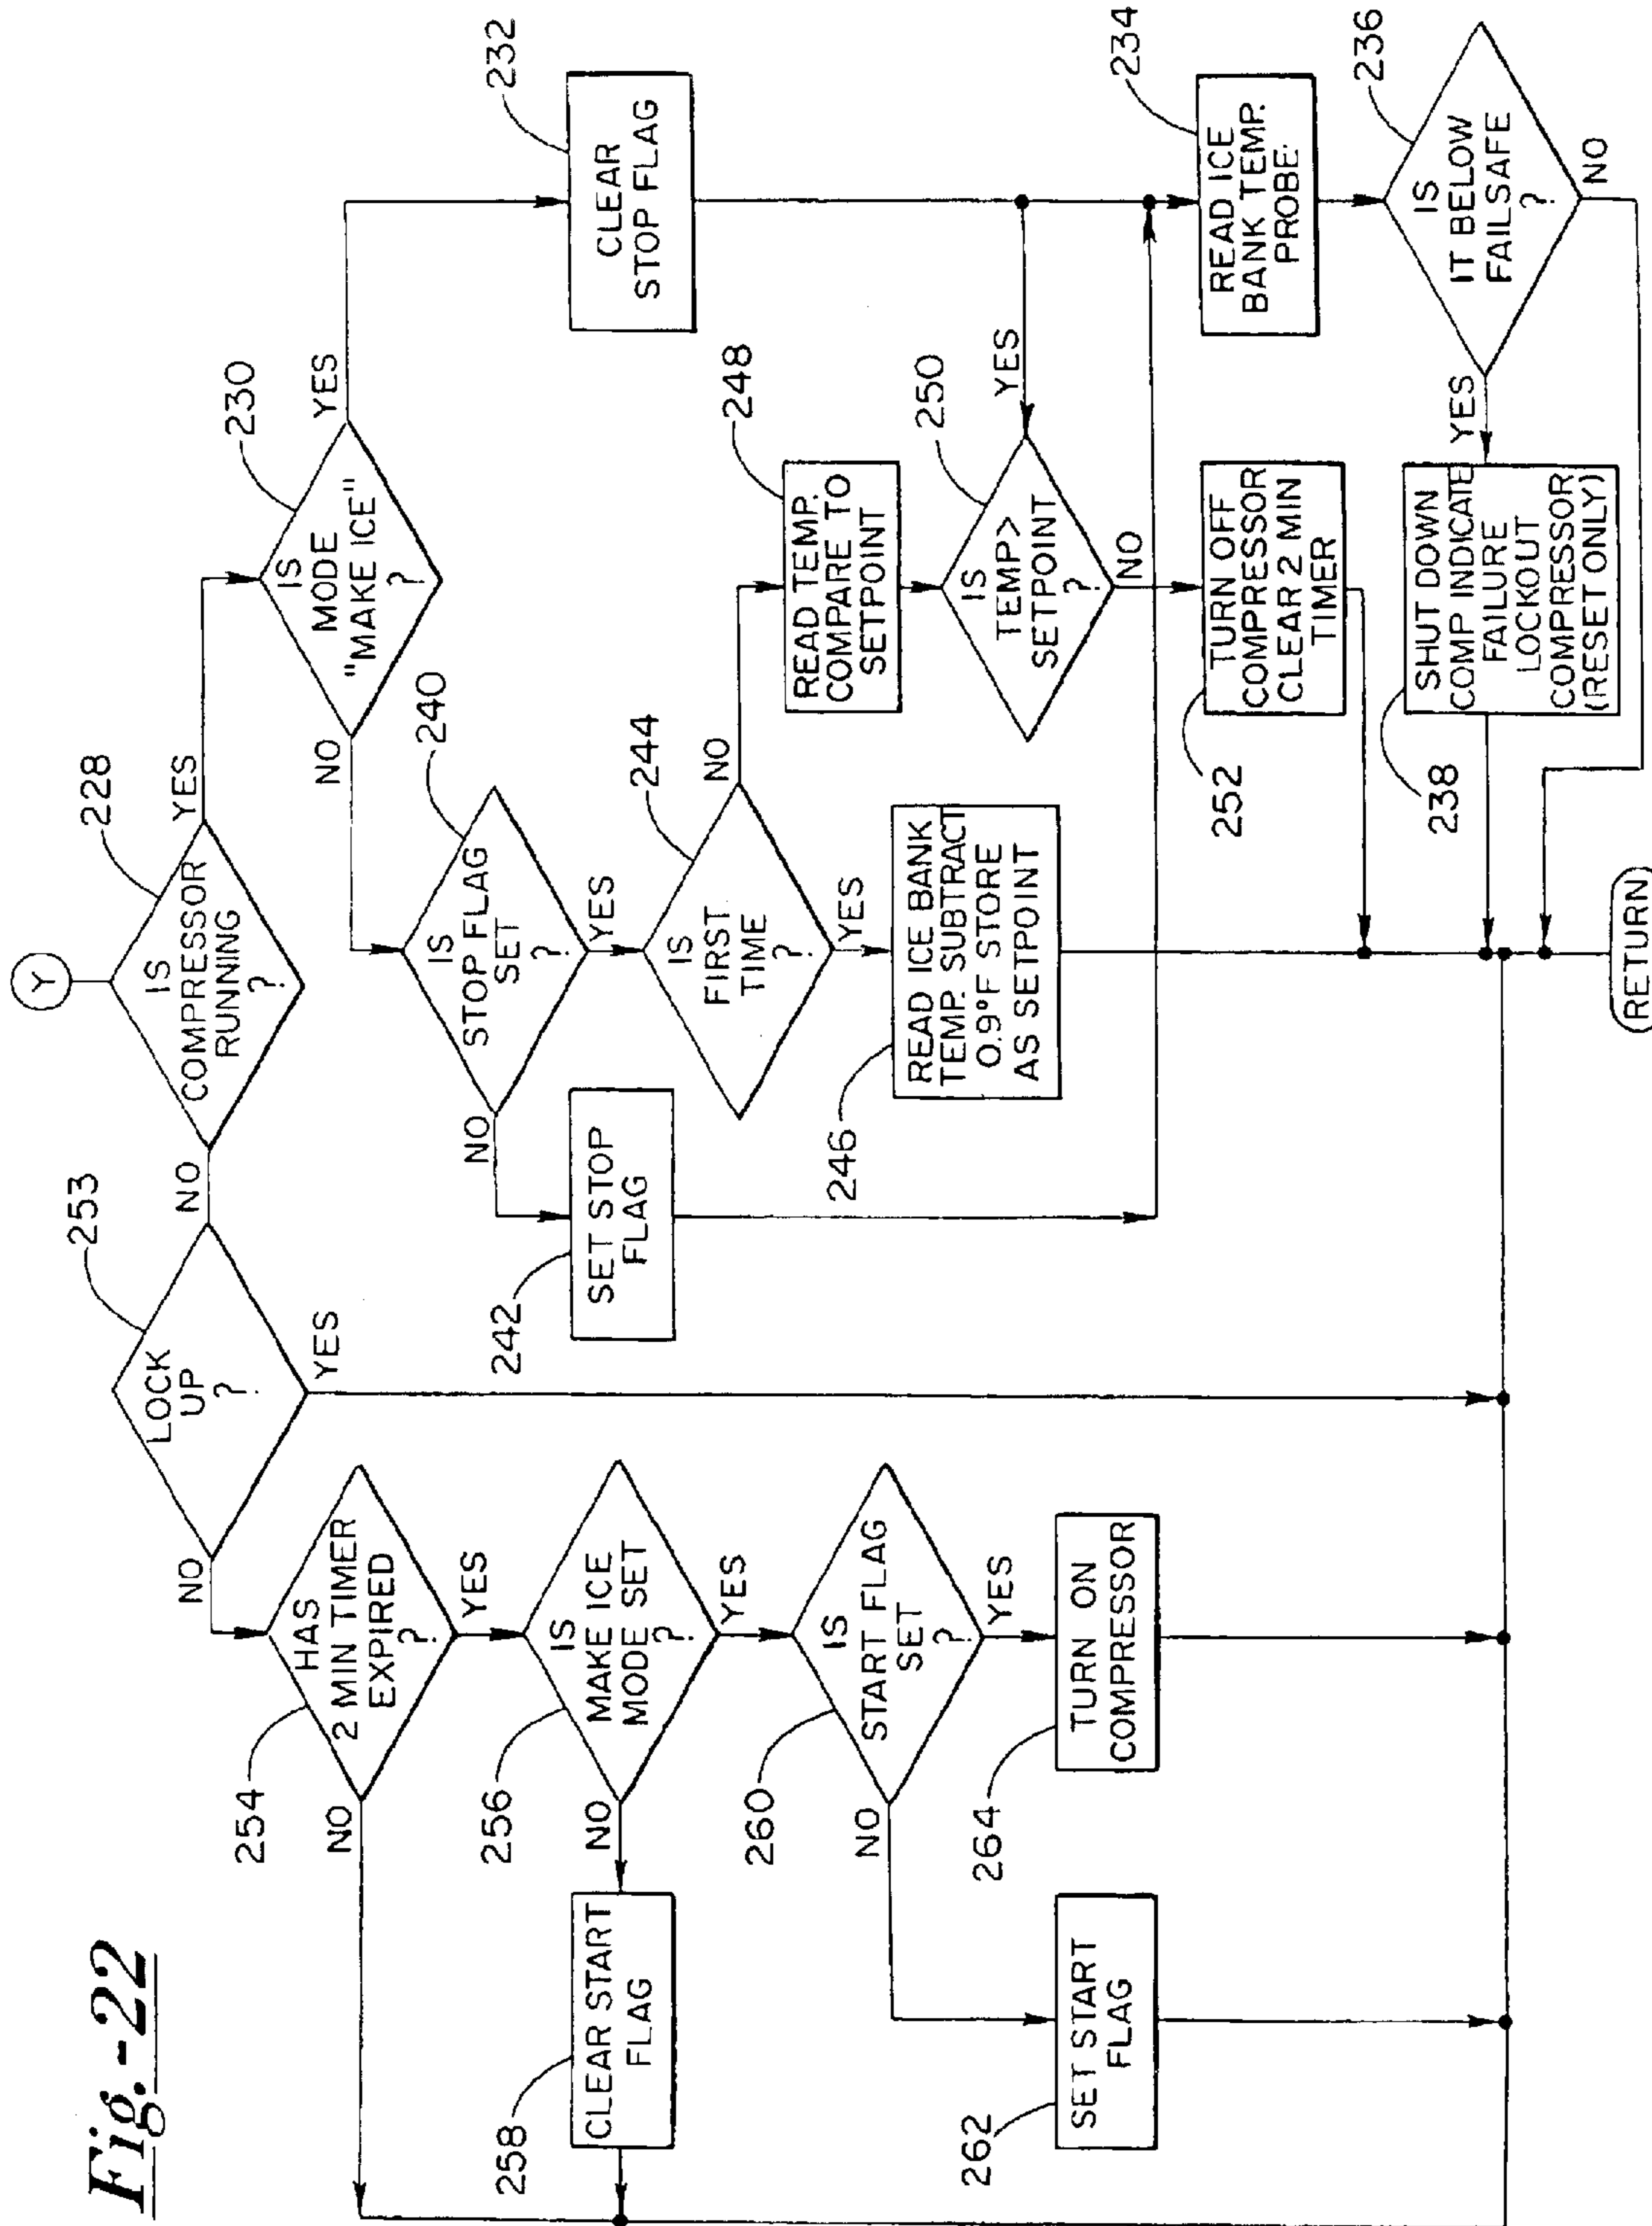 Fig.-22
Y
228
IS
COMPRESSOR
RUNNING
?
NO
YES
253
LOCK
UP
?
NO
YES
230
IS
MODE
"MAKE ICE"
?
NO
YES
232
CLEAR
STOP FLAG
254
HAS
2 MIN TIMER
EXPIRED
?
NO
YES
240
IS
STOP FLAG
SET
?
NO
YES
256
IS
MAKE ICE
MODE SET
?
NO
YES
258
CLEAR START
FLAG
242
SET STOP
FLAG
244
IS
FIRST
TIME
?
NO
YES
248
READ TEMP.
COMPARE TO
SETPOINT
260
IS
START FLAG
SET
?
NO
YES
246
READ ICE BANK
TEMP. SUBTRACT
0.9°F STORE
AS SETPOINT
250
IS
TEMP>
SETPOINT
?
YES
NO
262
SET START
FLAG
264
TURN ON
COMPRESSOR
252
TURN OFF
COMPRESSOR
CLEAR 2 MIN
TIMER
234
READ ICE
BANK TEMP.
PROBE.
236
IS
IT BELOW
FAILSAFE
?
YES
NO
238
SHUT DOWN
COMP INDICATE
FAILURE
LOCKOUT
COMPRESSOR
(RESET ONLY)
RETURN